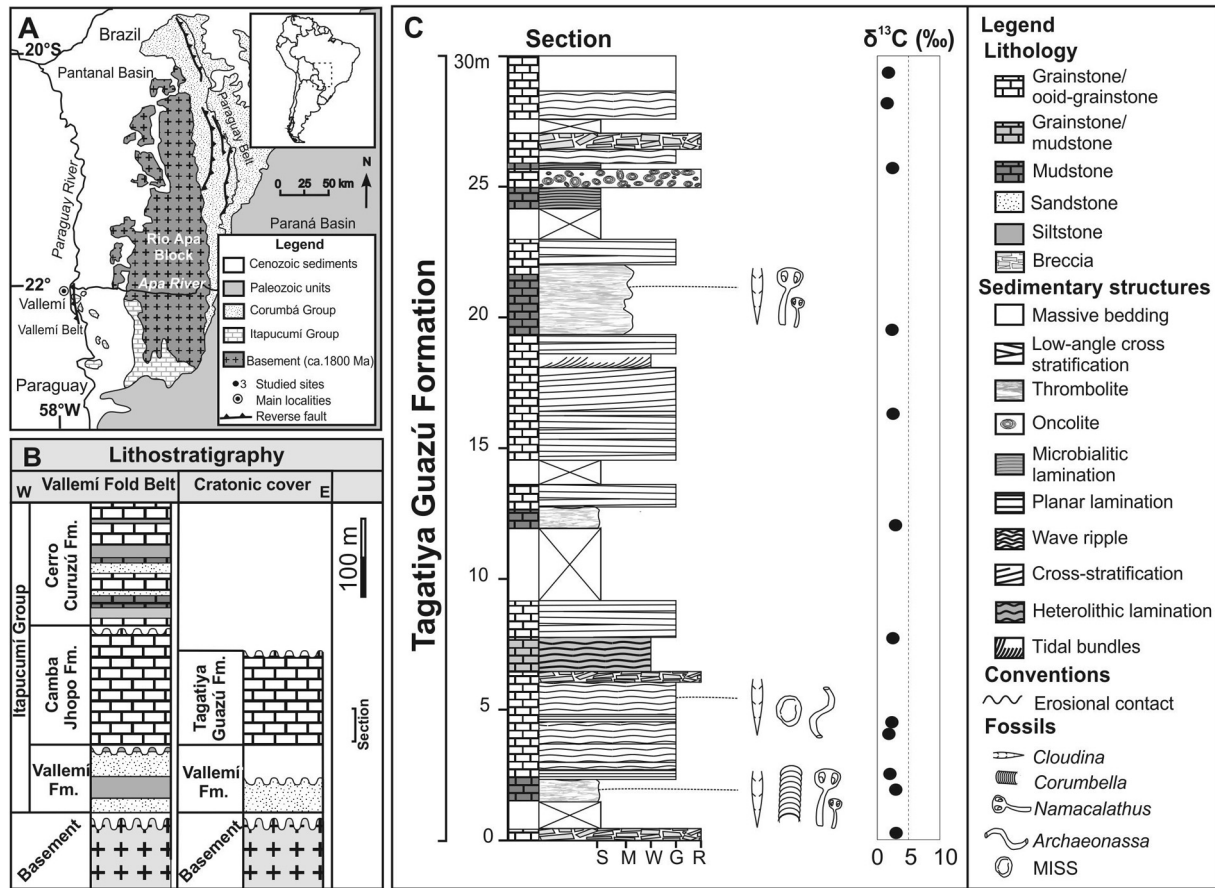 A
Brazil
20°S
Pantanal Basin
Paraguay Belt
N
0 25 50 km
Paraguay River
Paraná Basin
Rio Apa
Block
Apa River
22°
Vallemí
Vallemí Belt
Paraguay
58°W
Legend
Cenozoic sediments
Paleozoic units
Corumbá Group
Itapucumí Group
Basement (ca.1800 Ma)
3 Studied sites
Main localities
Reverse fault
B
Lithostratigraphy
W Vallemí Fold Belt Cratonic cover E
Itapucumí Group
Cerro
Curuzú Fm.
Camba
Jhopo Fm.
Vallemí
Fm.
Basement
Tagatiya
Guazú Fm.
Vallemí
Fm.
Basement
100 m
Section
C
Section
δ¹³C (‰)
Tagatiya Guazú Formation
30m
25
20
15
10
5
0
S M W G R
0 5 10
Legend
Lithology
Grainstone/
ooid-grainstone
Grainstone/
mudstone
Mudstone
Sandstone
Siltstone
Breccia
Sedimentary structures
Massive bedding
Low-angle cross
stratification
Thrombolite
Oncolite
Microbialitic
lamination
Planar lamination
Wave ripple
Cross-stratification
Heterolithic lamination
Tidal bundles
Conventions
Erosional contact
Fossils
Cloudina
Corumbella
Namacalathus
Archaeonassa
MISS